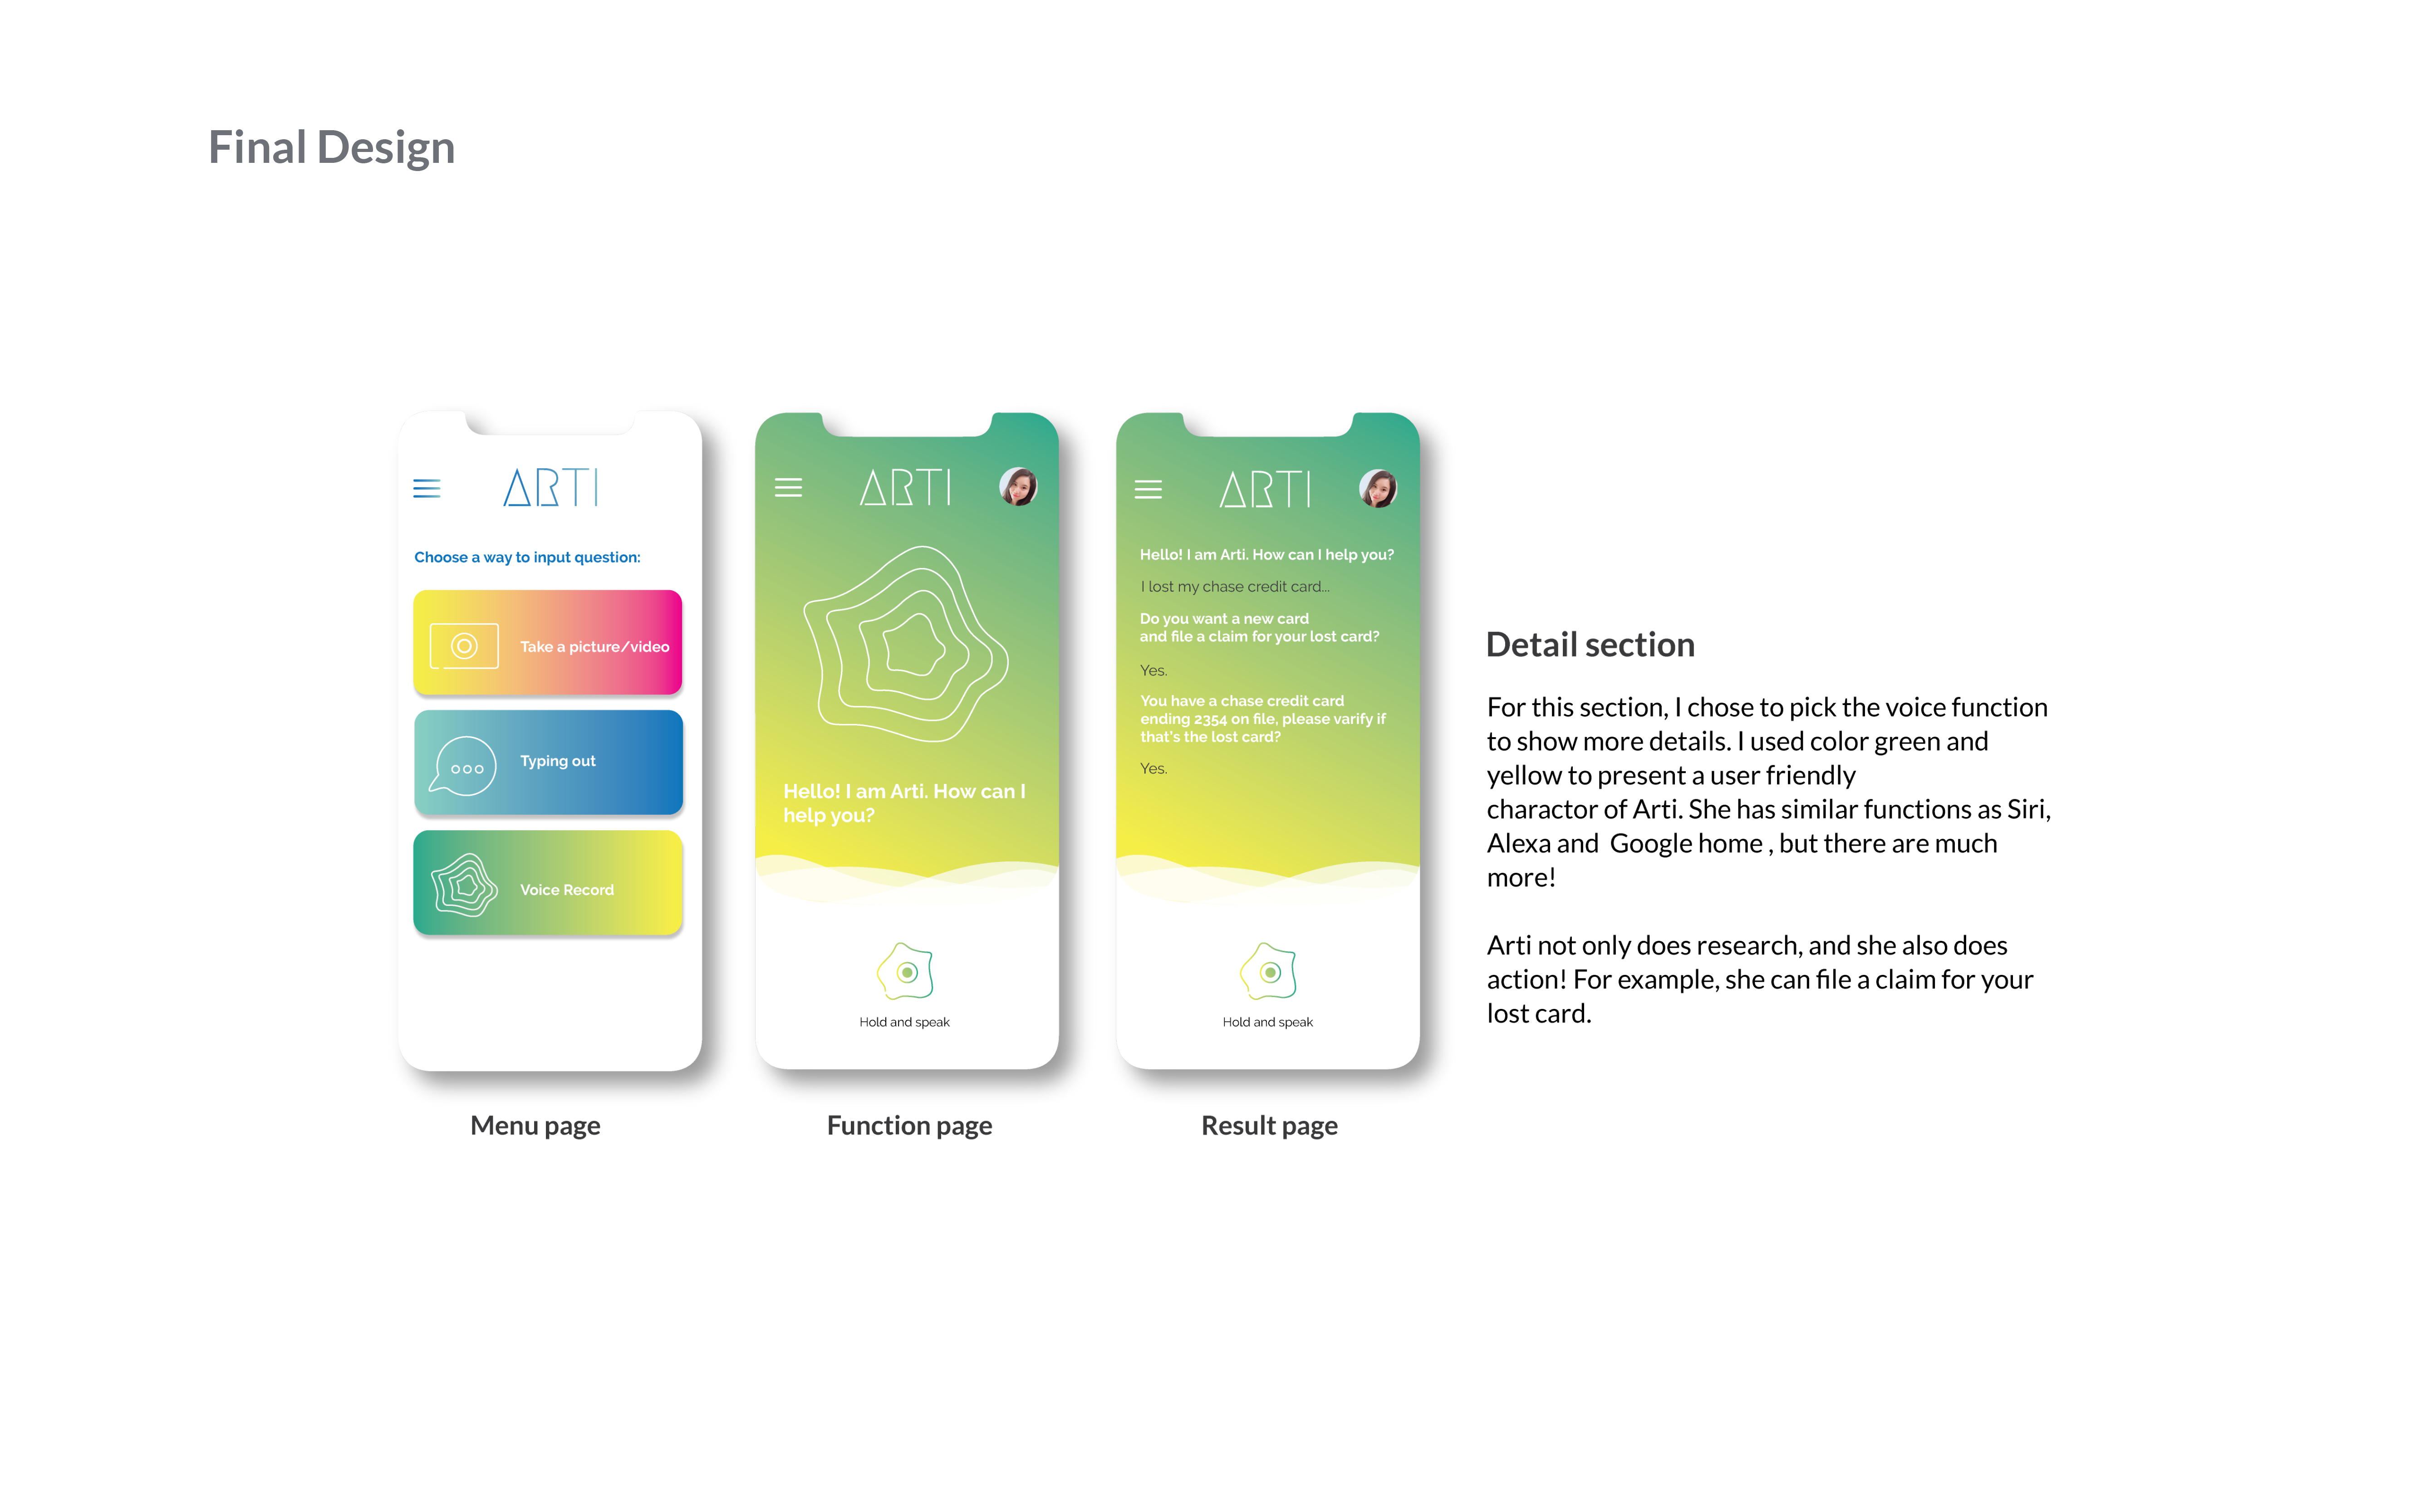 Final Design
ARTI
Choose a way to input question:
Take a picture/video
Typing out
Voice Record
Menu page
ARTI
Hello! I am Arti. How can I
help you?
Hold and speak
Function page
ARTI
Hello! I am Arti. How can I help you?
I lost my chase credit card...
Do you want a new card
and file a claim for your lost card?
Yes.
You have a chase credit card
ending 2354 on file, please varify if
that's the lost card?
Yes.
Hold and speak
Result page
Detail section
For this section, I chose to pick the voice function
to show more details. I used color green and
yellow to present a user friendly
charactor of Arti. She has similar functions as Siri,
Alexa and  Google home , but there are much
more!
Arti not only does research, and she also does
action! For example, she can file a claim for your
lost card.